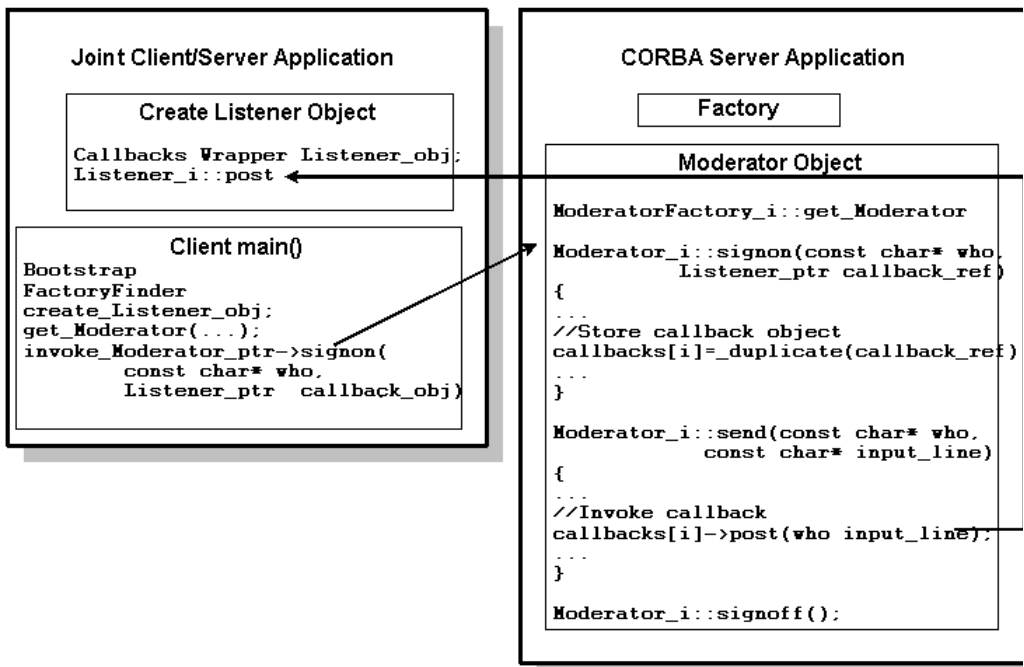 Joint Client/Server Application
Create Listener Object
Callbacks Wrapper Listener_obj;
Listener_i::post
Client main()
Bootstrap
FactoryFinder
create_Listener_obj;
get_Moderator(...);
invoke_Moderator_ptr->signon(
const char* who,
Listener_ptr callback_obj)
CORBA Server Application
Factory
Moderator Object
ModeratorFactory_i::get_Moderator
Moderator_i::signon(const char* who,
Listener_ptr callback_ref)
{
...
//Store callback object
callbacks[i]=_duplicate(callback_ref)
...
}
Moderator_i::send(const char* who,
const char* input_line)
{
...
//Invoke callback
callbacks[i]->post(who input_line);
...
}
Moderator_i::signoff();